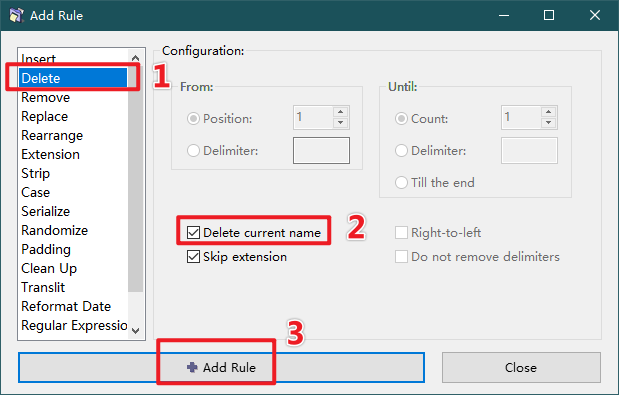 Add Rule
Insert
Delete
Remove
Replace
Rearrange
Extension
Strip
Case
Serialize
Randomize
Padding
Clean Up
Translit
Reformat Date
Regular Expressio
1
Configuration:
From:
Position: 1
Delimiter:
Until:
Count: 1
Delimiter:
Till the end
Delete current name
2
Right-to-left
Skip extension
Do not remove delimiters
3
Add Rule
Close